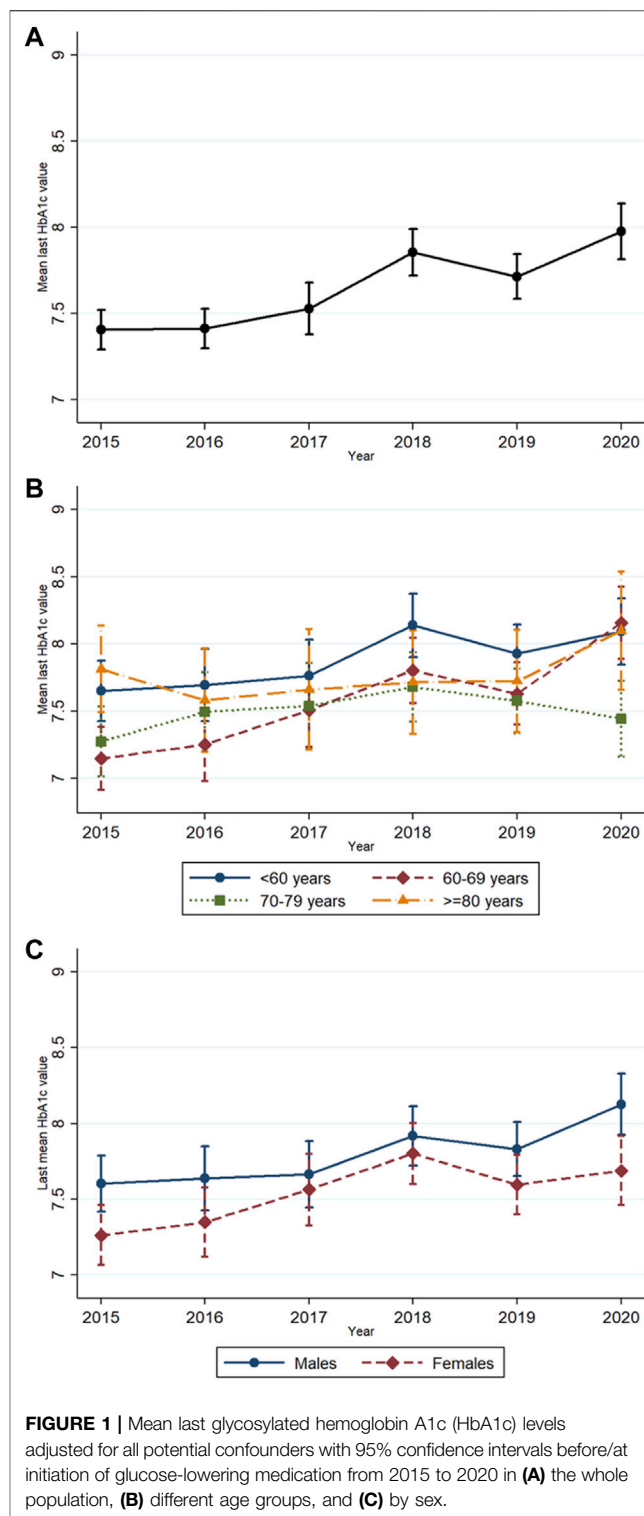 A
Mean last HbA1c value
9
8.5
8
7.5
7
2015 2016 2017 2018 2019 2020
Year
B
Mean last HbA1c value
9
8.5
8
7.5
7
2015 2016 2017 2018 2019 2020
Year
<60 years 60-69 years
70-79 years >=80 years
C
Last mean HbA1c value
9
8.5
8
7.5
7
2015 2016 2017 2018 2019 2020
Year
Males Females
FIGURE 1 | Mean last glycosylated hemoglobin A1c (HbA1c) levels
adjusted for all potential confounders with 95% confidence intervals before/at
initiation of glucose-lowering medication from 2015 to 2020 in (A) the whole
population, (B) different age groups, and (C) by sex.